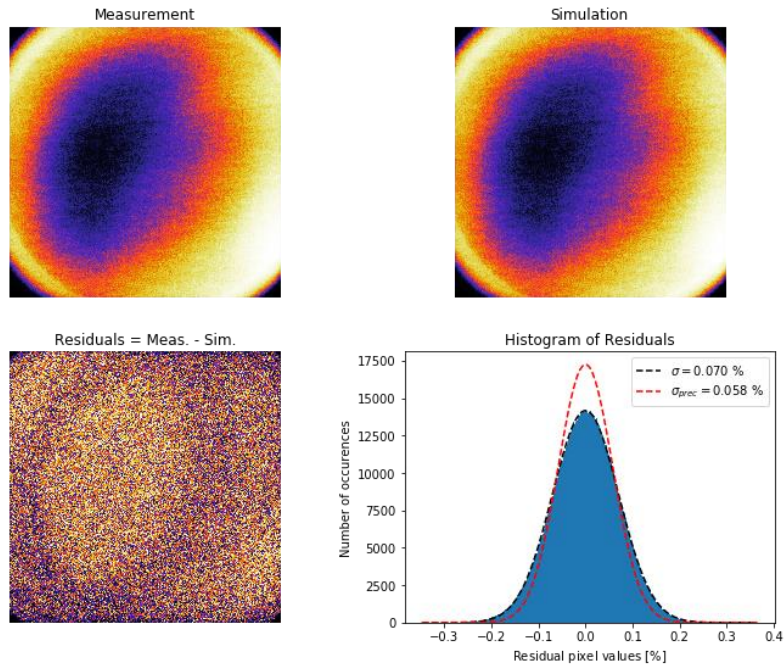 Measurement
Simulation
Residuals = Meas. - Sim.
Histogram of Residuals
17500
15000
12500
10000
7500
5000
2500
0
Number of occurences
σ = 0.070 %
σprec = 0.058 %
−0.3 −0.2 −0.1 0.0 0.1 0.2 0.3 0.4
Residual pixel values [%]